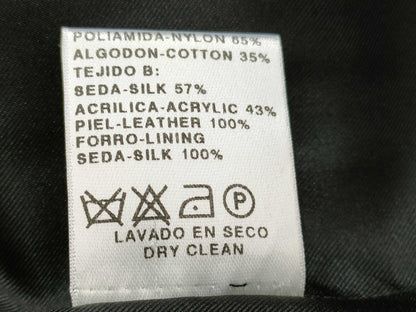 POLIAMIDA-NYLON 65%
ALGODON-COTTON 35%
TEJIDO B:
SEDA-SILK 57%
ACRILICA-ACRYLIC 43%
PIEL-LEATHER 100%
FORRO-LINING
SEDA-SILK 100%
P
LAVADO EN SECO
DRY CLEAN